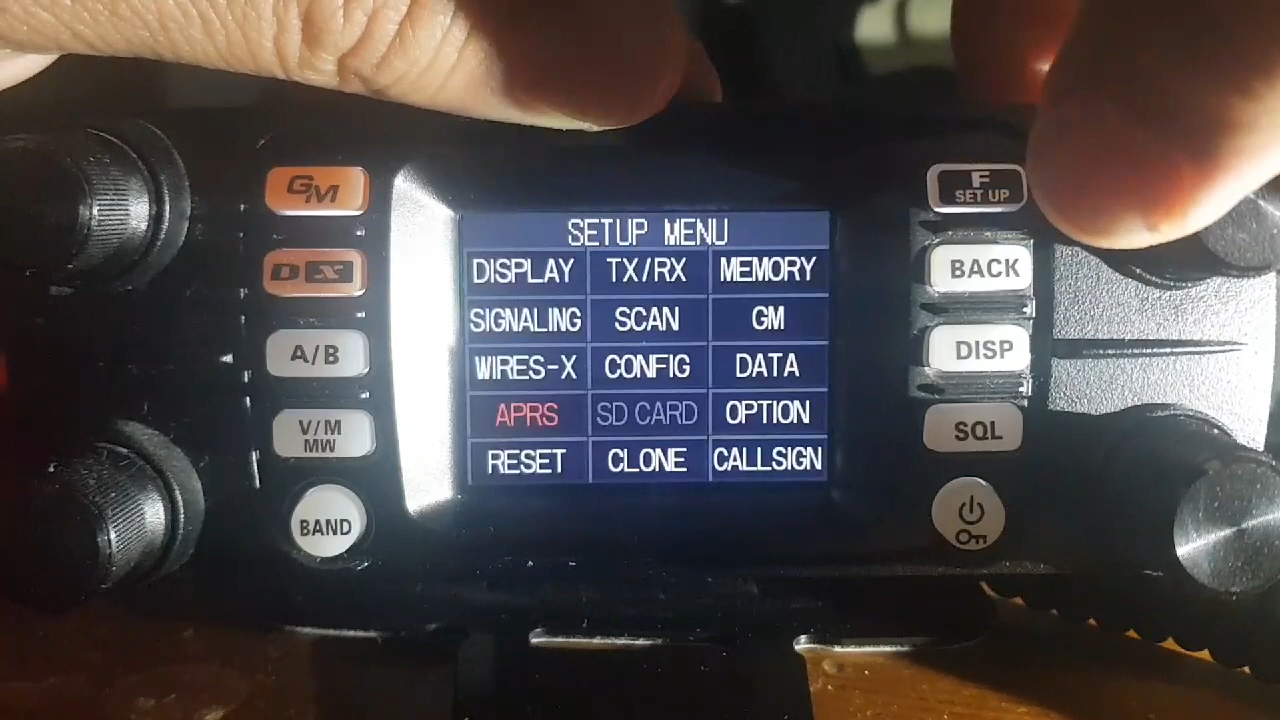 GM
F
SET UP
SETUP MENU
DISPLAY TX/RX MEMORY
D X
BACK
SIGNALING SCAN GM
A/B
WIRES-X CONFIG DATA
DISP
APRS SD CARD OPTION
V/M
MW
SQL
RESET CLONE CALLSIGN
BAND